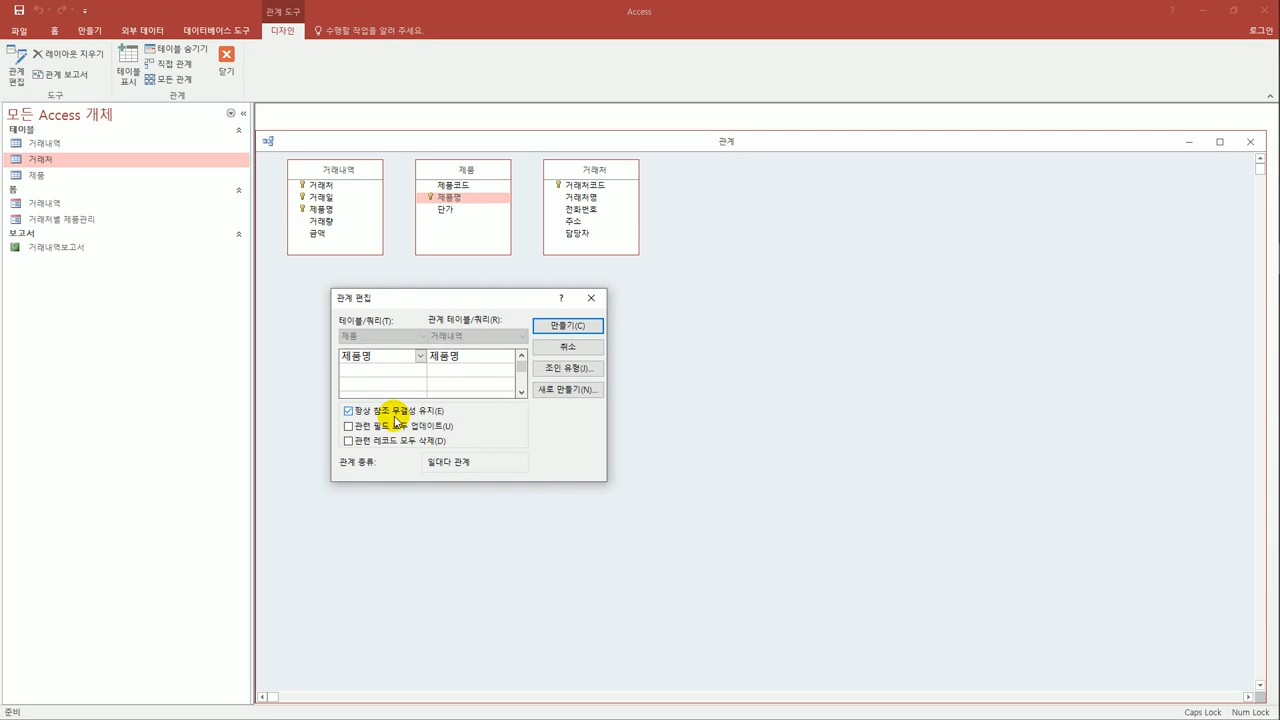 관계 도구
Access
파일
홈
만들기
외부 데이터
데이터베이스 도구
디자인
수행할 작업을 알려 주세요.
로그인
관계 편집
레이아웃 지우기
관계 보고서
도구
테이블 표시
테이블 숨기기
직접 관계
모든 관계
관계
닫기
모든 Access 개체
테이블
거래내역
거래처
제품
폼
거래내역
거래처별 제품관리
보고서
거래내역보고서
관계
거래내역
거래처
거래일
제품명
거래량
금액
제품
제품코드
제품명
단가
거래처
거래처코드
거래처명
전화번호
주소
담당자
관계 편집
?
테이블/쿼리(T):
관계 테이블/쿼리(R):
제품
거래내역
제품명
제품명
만들기(C)
취소
조인 유형(J)...
새로 만들기(N)...
항상 참조 무결성 유지(E)
관련 필드 모두 업데이트(U)
관련 레코드 모두 삭제(D)
관계 종류:
일대다 관계
준비
Caps Lock
Num Lock